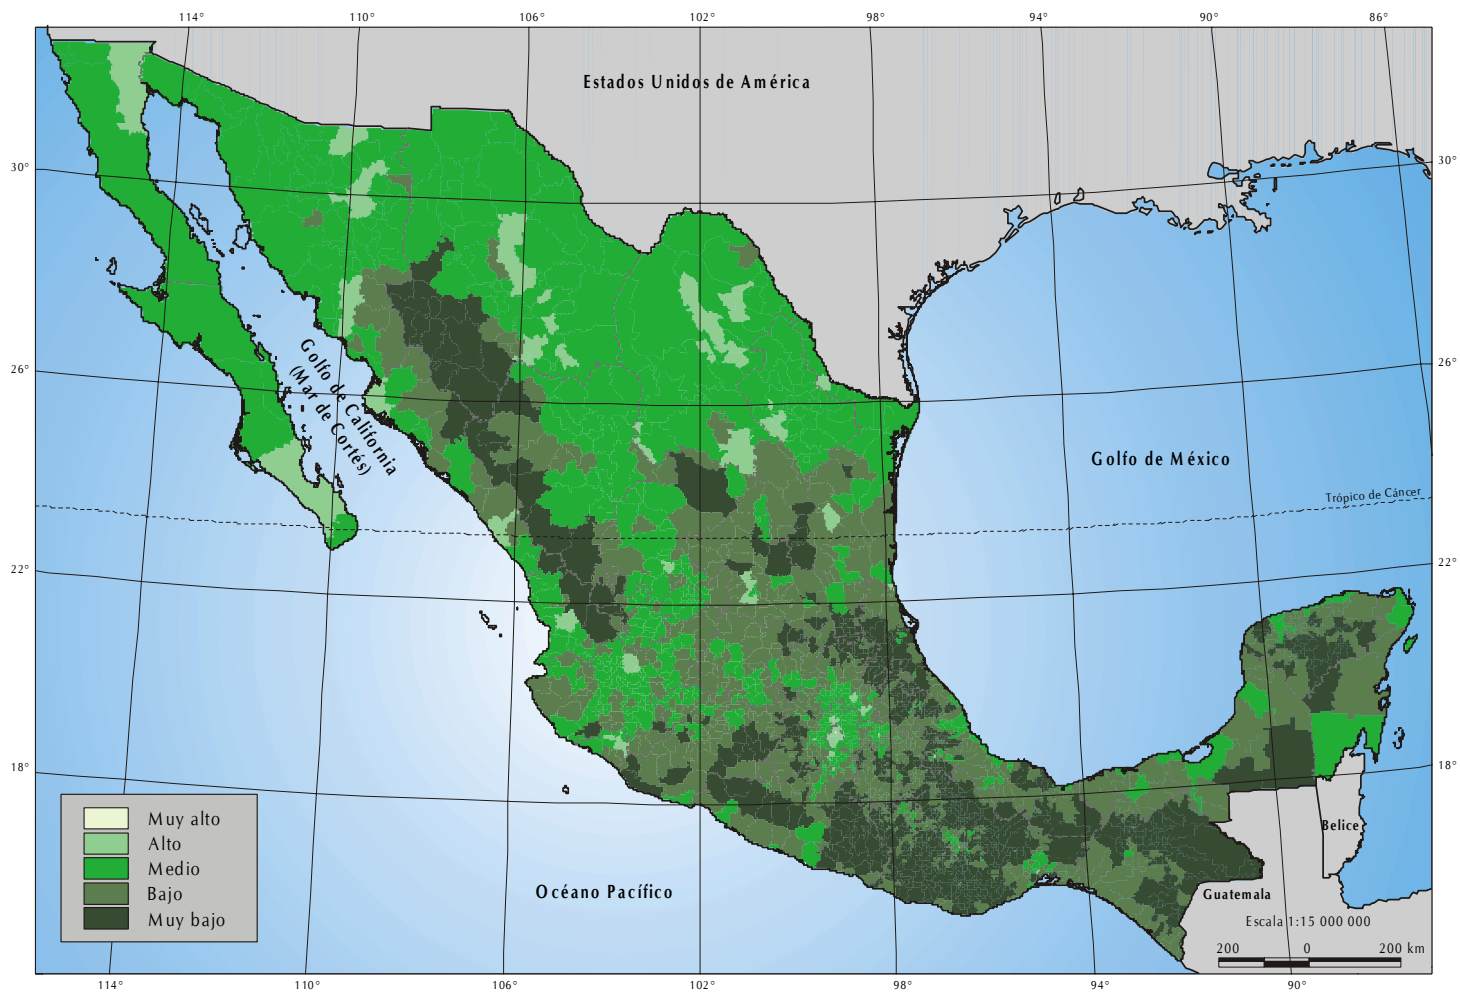 114°
110°
106°
102°
98°
94°
90°
86°
Estados Unidos de América
30°
30°
26°
26°
Golfo de California
(Mar de Cortés)
Golfo de México
Trópico de Cáncer
22°
22°
18°
18°
Muy alto
Alto
Medio
Bajo
Muy bajo
Belice
Océano Pacífico
Guatemala
Escala 1:15 000 000
200
0
200 km
114°
110°
106°
102°
98°
94°
90°